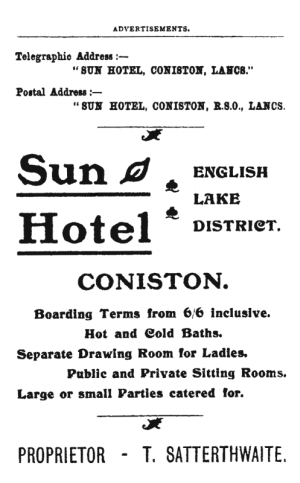 ADVERTISEMENTS.
Telegraphic Address :—
"SUN HOTEL, CONISTON, LANCS."
Postal Address :—
"SUN HOTEL, CONISTON, R.S.O., LANCS.
Sun
Hotel
ENGLISH
LAKE
DISTRICT.
CONISTON.
Boarding Terms from 6/6 inclusive.
Hot and Cold Baths.
Separate Drawing Room for Ladies.
Public and Private Sitting Rooms.
Large or small Parties catered for.
PROPRIETOR - T. SATTERTHWAITE.